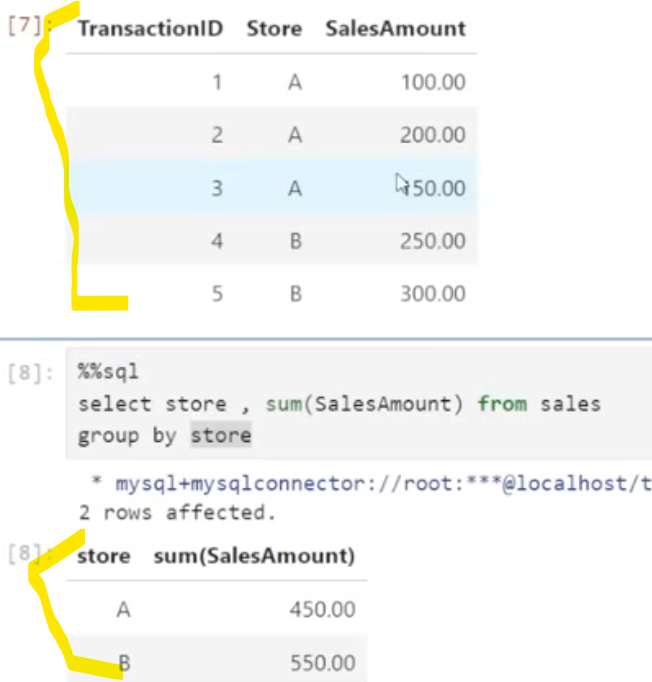 [7]: TransactionID Store SalesAmount
1 A 100.00
2 A 200.00
3 A 150.00
4 B 250.00
5 B 300.00
[8]: %%sql
select store , sum(SalesAmount) from sales
group by store
* mysql+mysqlconnector://root:***@localhost/t
2 rows affected.
[8]: store sum(SalesAmount)
A 450.00
B 550.00